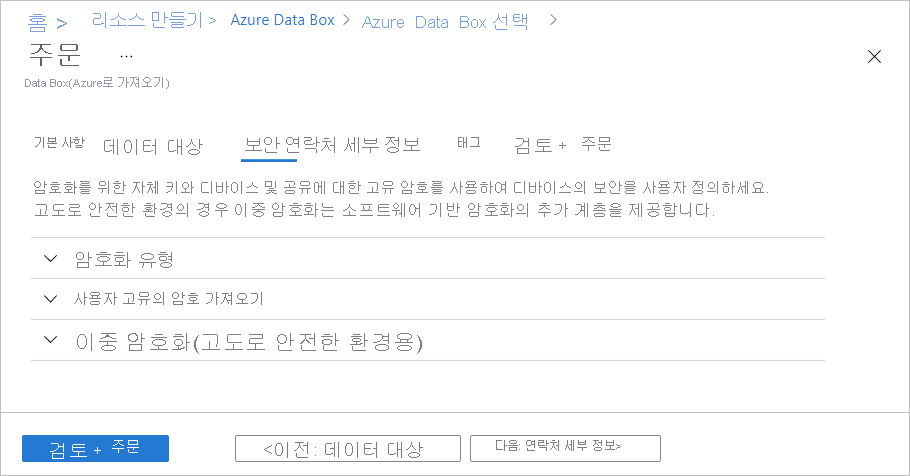 홈 > 리소스 만들기 > Azure Data Box > Azure Data Box 선택 >
주문 ...
Data Box(Azure로 가져오기)
기본 사항 데이터 대상 보안 연락처 세부 정보 태그 검토 + 주문
암호화를 위한 자체 키와 디바이스 및 공유에 대한 고유 암호를 사용하여 디바이스의 보안을 사용자 정의하세요.
고도로 안전한 환경의 경우 이중 암호화는 소프트웨어 기반 암호화의 추가 계층을 제공합니다.
암호화 유형
사용자 고유의 암호 가져오기
이중 암호화(고도로 안전한 환경용)
검토 + 주문 <이전: 데이터 대상 다음: 연락처 세부 정보>